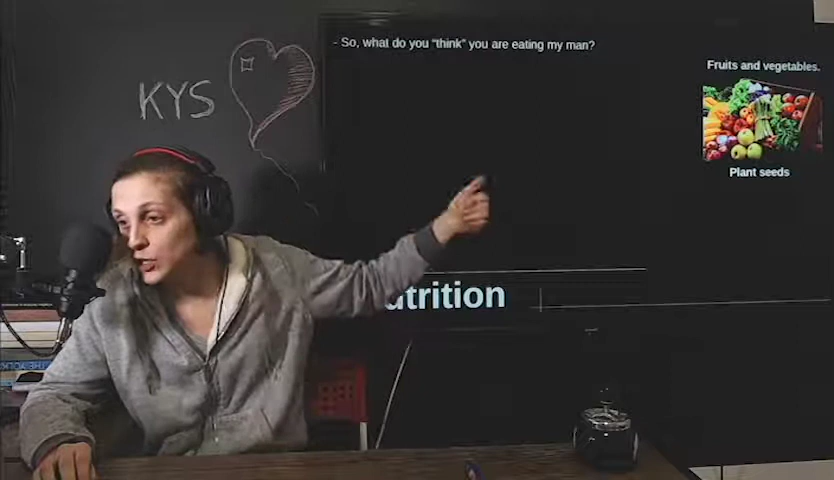 - So, what do you “think” you are eating my man?
Fruits and vegetables.
KYS
Plant seeds
utrition